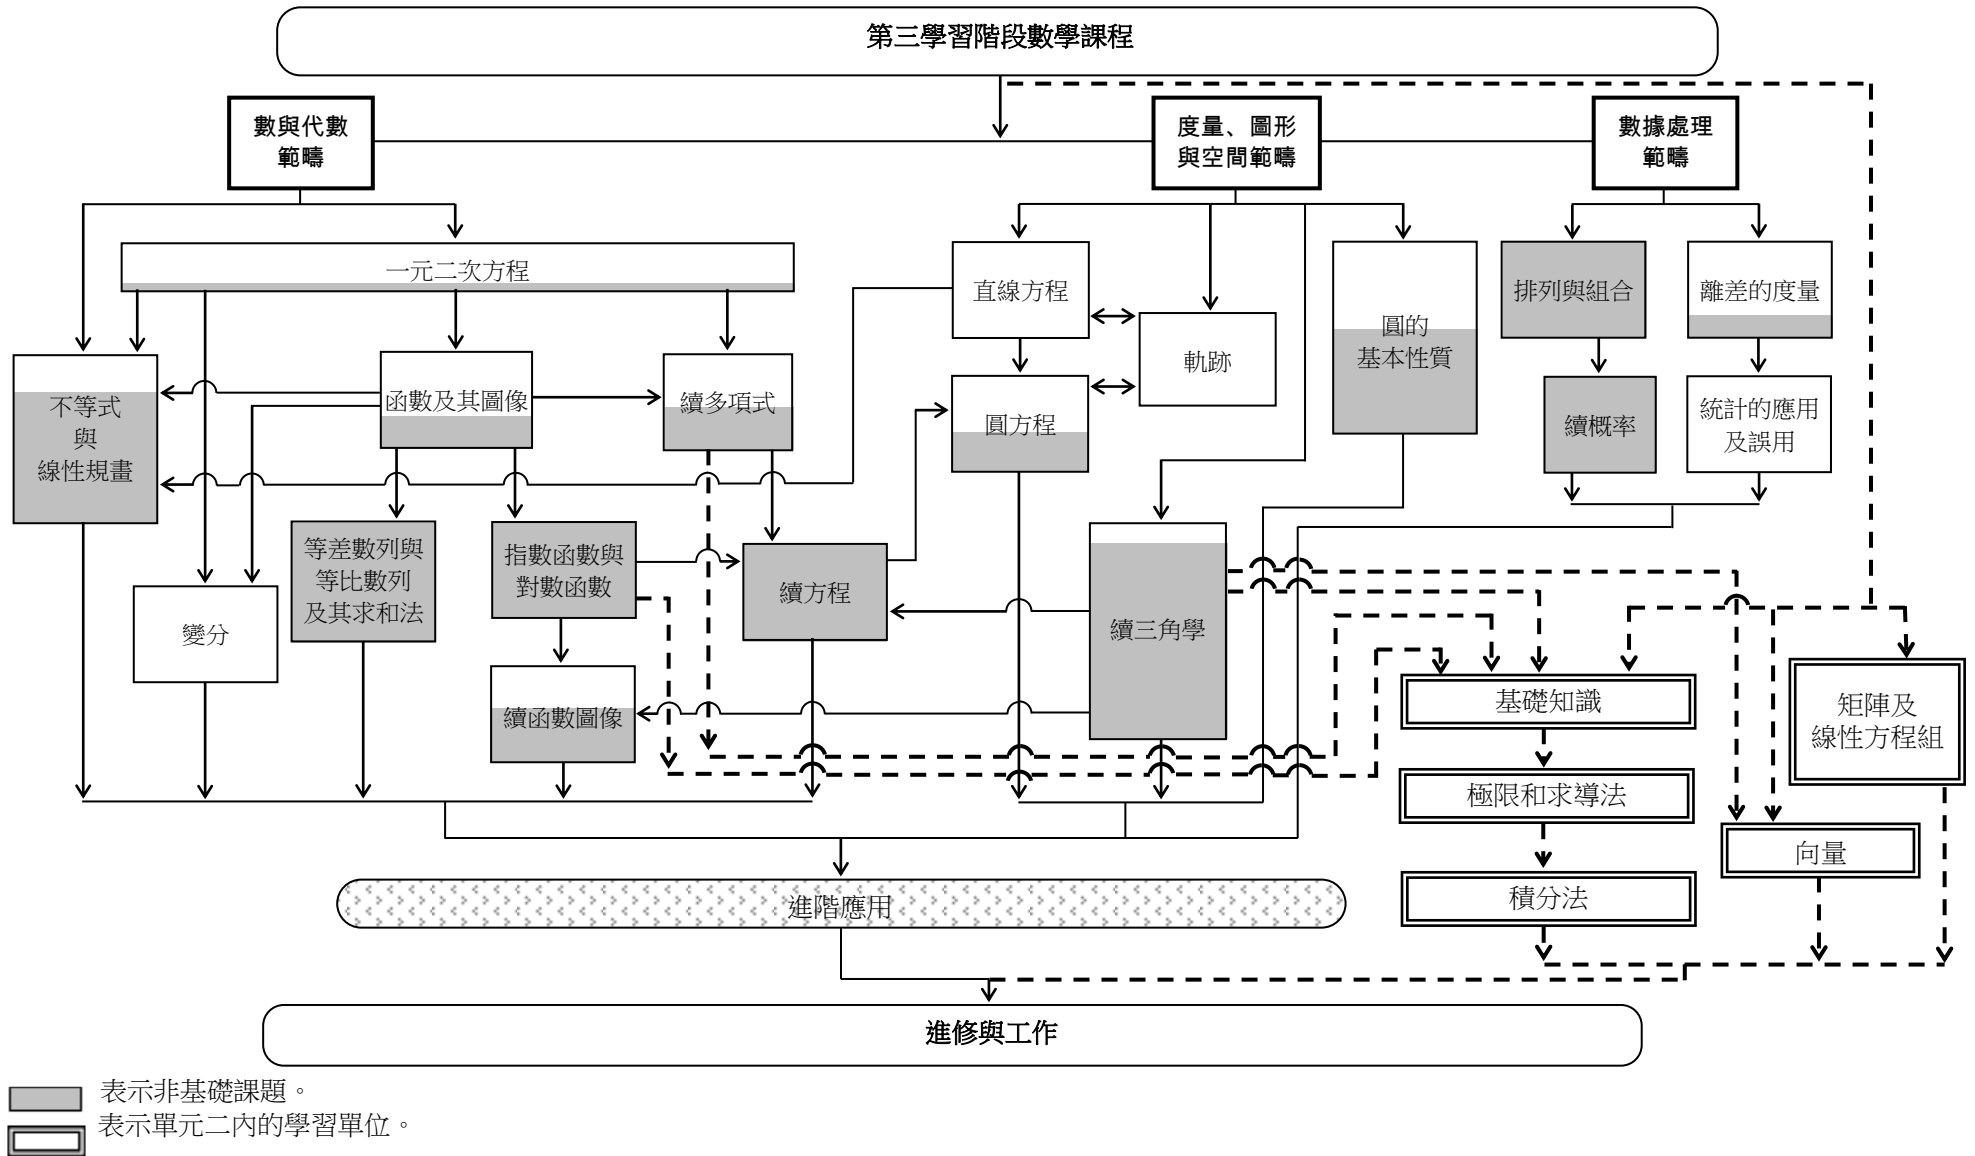 第三學習階段數學課程
數與代數
範疇
度量、圖形
與空間範疇
數據處理
範疇
一元二次方程
直線方程
軌跡
圓的
基本性質
排列與組合
離差的度量
不等式
與
線性規畫
函數及其圖像
續多項式
圓方程
續概率
統計的應用
及誤用
變分
等差數列與
等比數列
及其求和法
指數函數與
對數函數
續方程
續三角學
續函數圖像
基礎知識
矩陣及
線性方程組
極限和求導法
向量
積分法
進階應用
進修與工作
表示非基礎課題。
表示單元二內的學習單位。